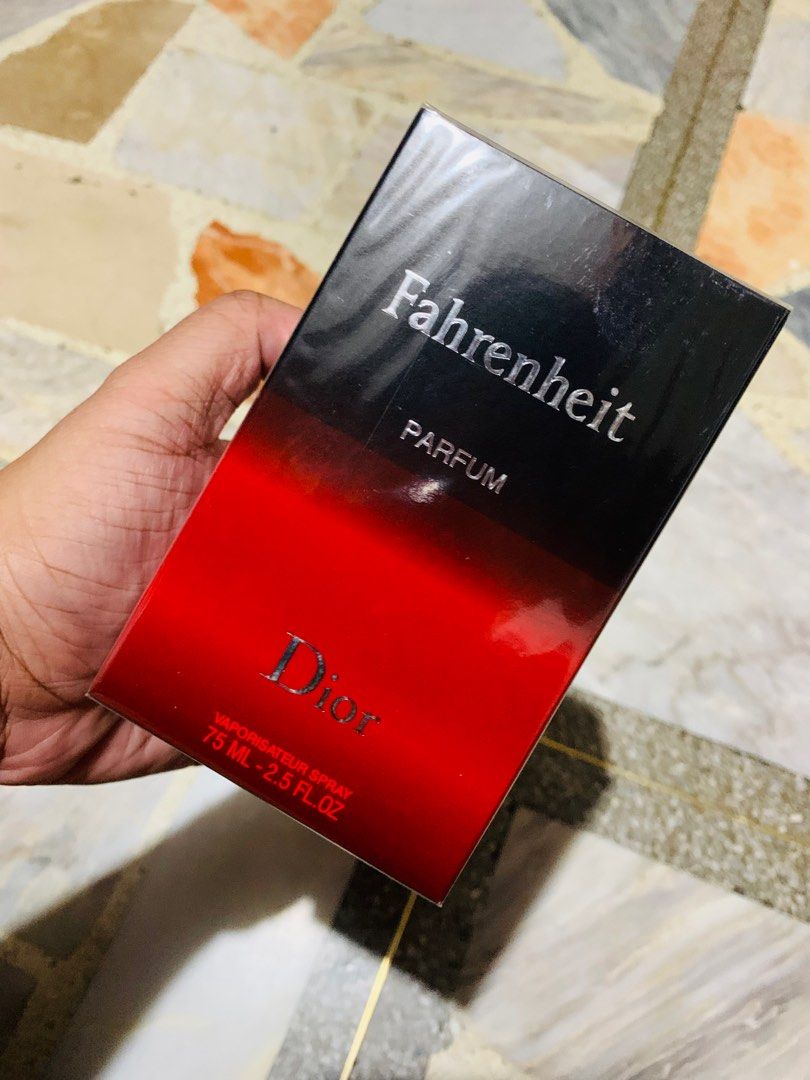 Fahrenheit
PARFUM
Dior
VAPORISATEUR SPRAY
75 ML - 2.5 FL.OZ